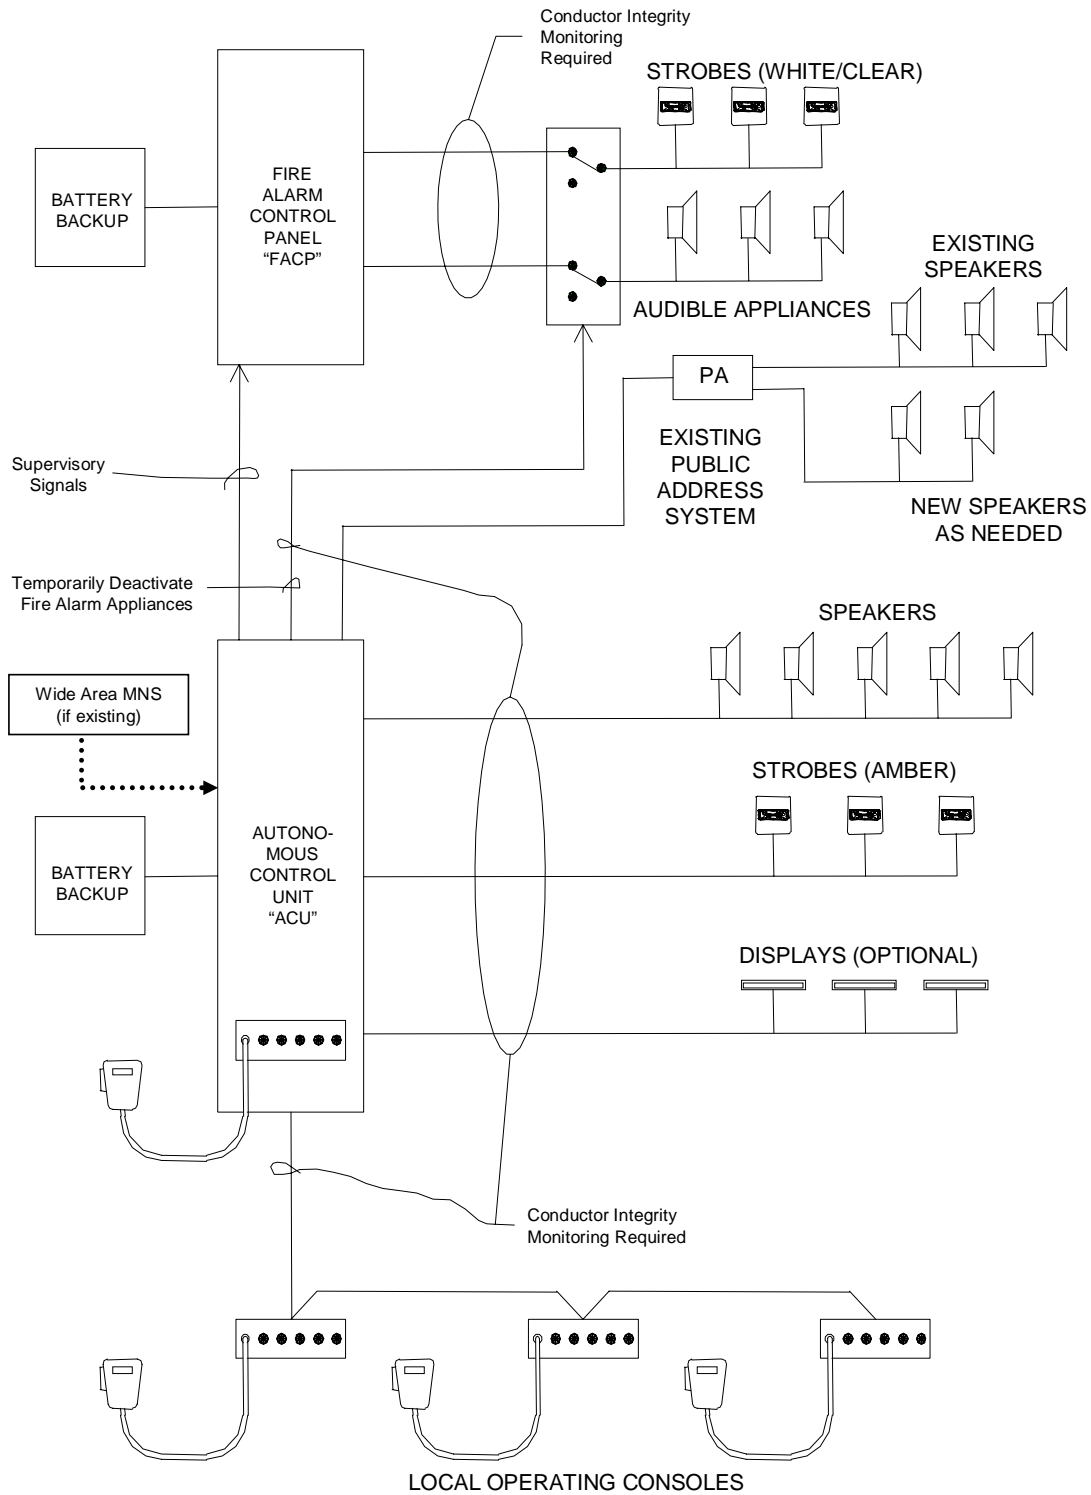 Conductor Integrity
Monitoring
Required
STROBES (WHITE/CLEAR)
BATTERY
BACKUP
FIRE
ALARM
CONTROL
PANEL
“FACP”
AUDIBLE APPLIANCES
EXISTING
SPEAKERS
PA
EXISTING
PUBLIC
ADDRESS
SYSTEM
NEW SPEAKERS
AS NEEDED
Supervisory
Signals
Temporarily Deactivate
Fire Alarm Appliances
SPEAKERS
Wide Area MNS
(if existing)
STROBES (AMBER)
BATTERY
BACKUP
AUTONO-
MOUS
CONTROL
UNIT
“ACU”
DISPLAYS (OPTIONAL)
Conductor Integrity
Monitoring Required
LOCAL OPERATING CONSOLES